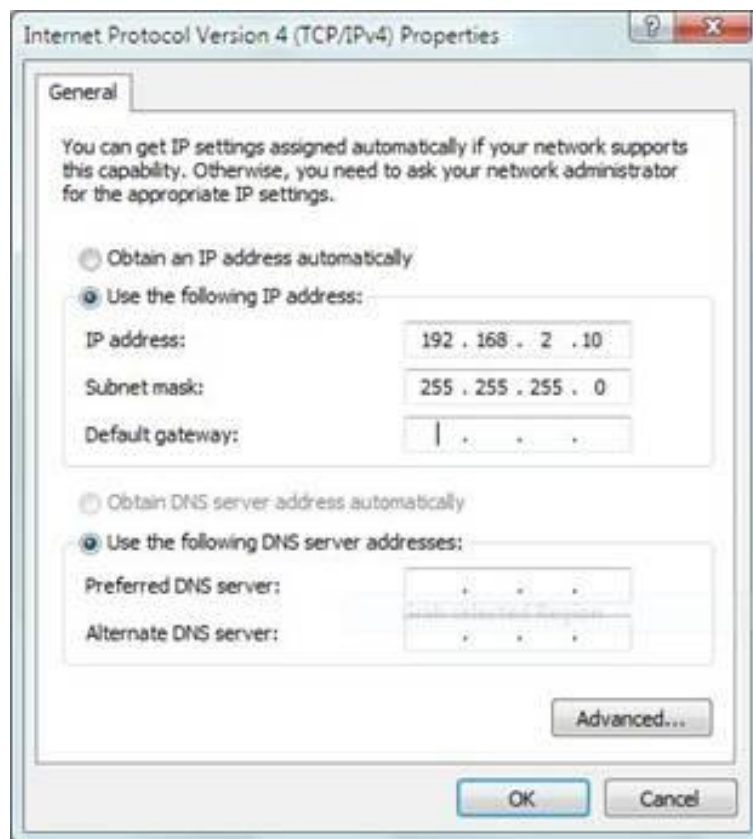 Internet Protocol Version 4 (TCP/IPv4) Properties
General
You can get IP settings assigned automatically if your network supports
this capability. Otherwise, you need to ask your network administrator
for the appropriate IP settings.
Obtain an IP address automatically
Use the following IP address:
IP address: 192 . 168 . 2 . 10
Subnet mask: 255 . 255 . 255 . 0
Default gateway: . . .
Obtain DNS server address automatically
Use the following DNS server addresses:
Preferred DNS server: . . .
Alternate DNS server: . . .
Advanced...
OK Cancel